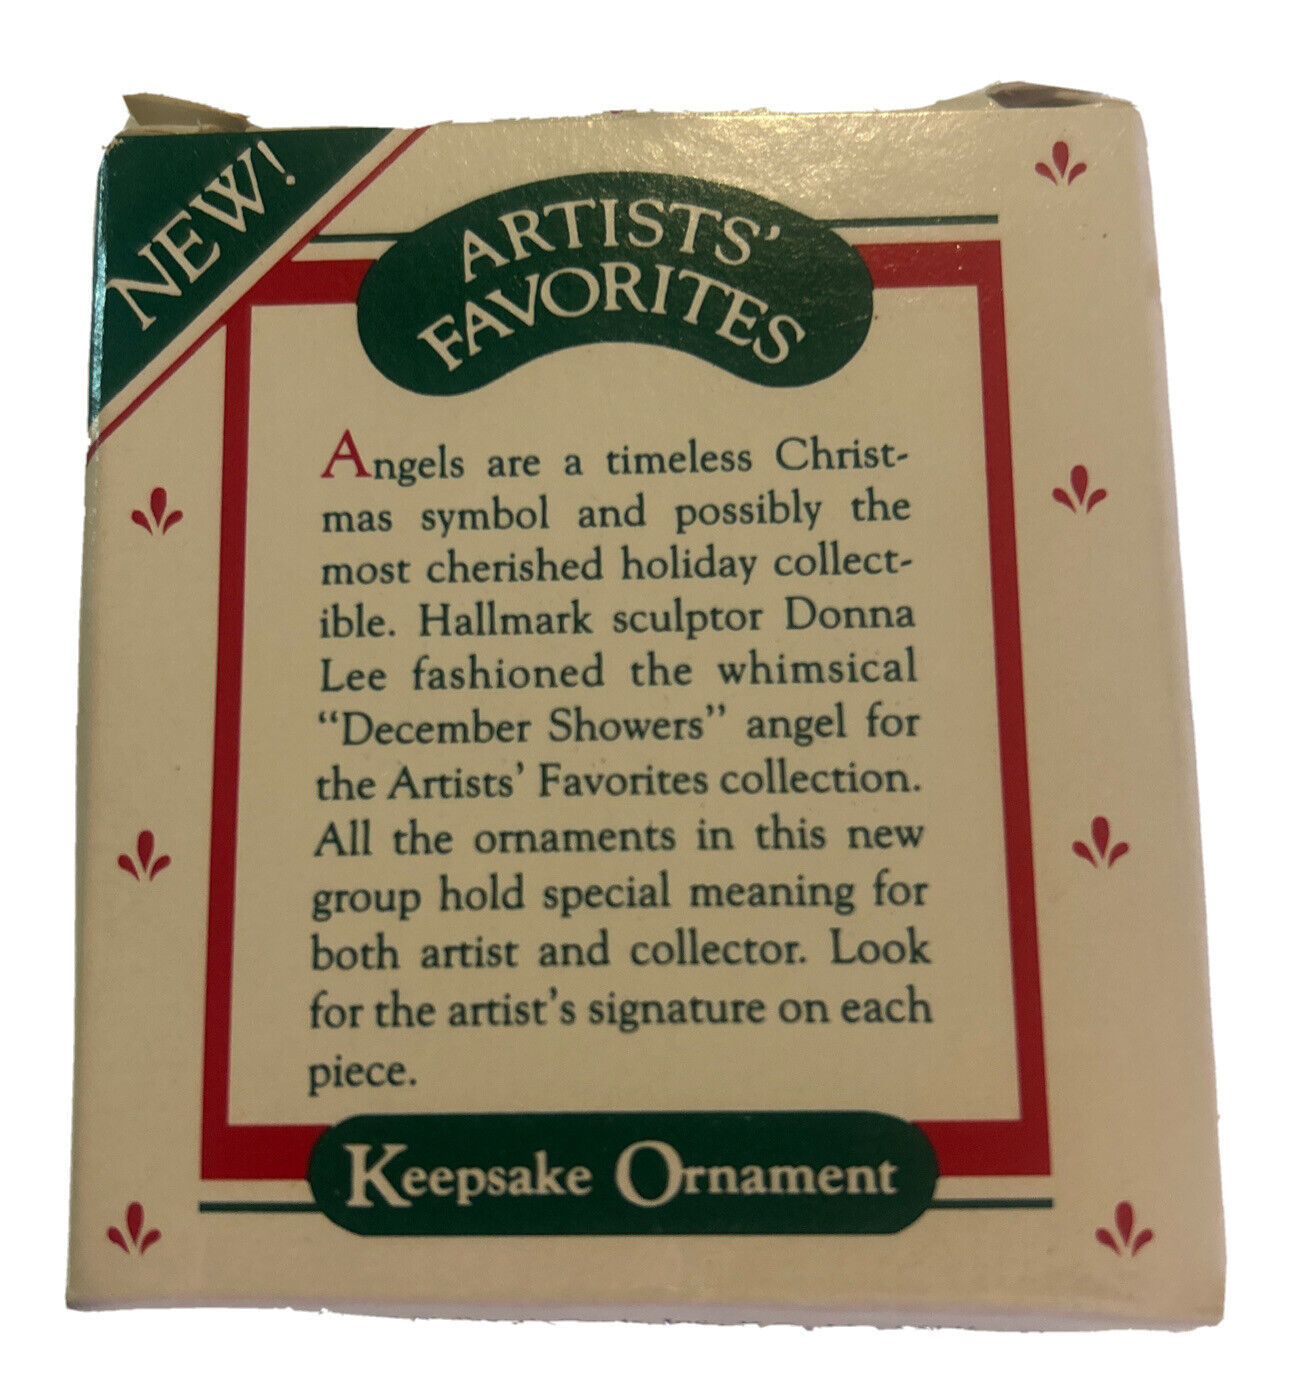 NEW!
ARTISTS'
FAVORITES
Angels are a timeless Christ-
mas symbol and possibly the
most cherished holiday collect-
ible. Hallmark sculptor Donna
Lee fashioned the whimsical
“December Showers” angel for
the Artists' Favorites collection.
All the ornaments in this new
group hold special meaning for
both artist and collector. Look
for the artist's signature on each
piece.
Keepsake Ornament